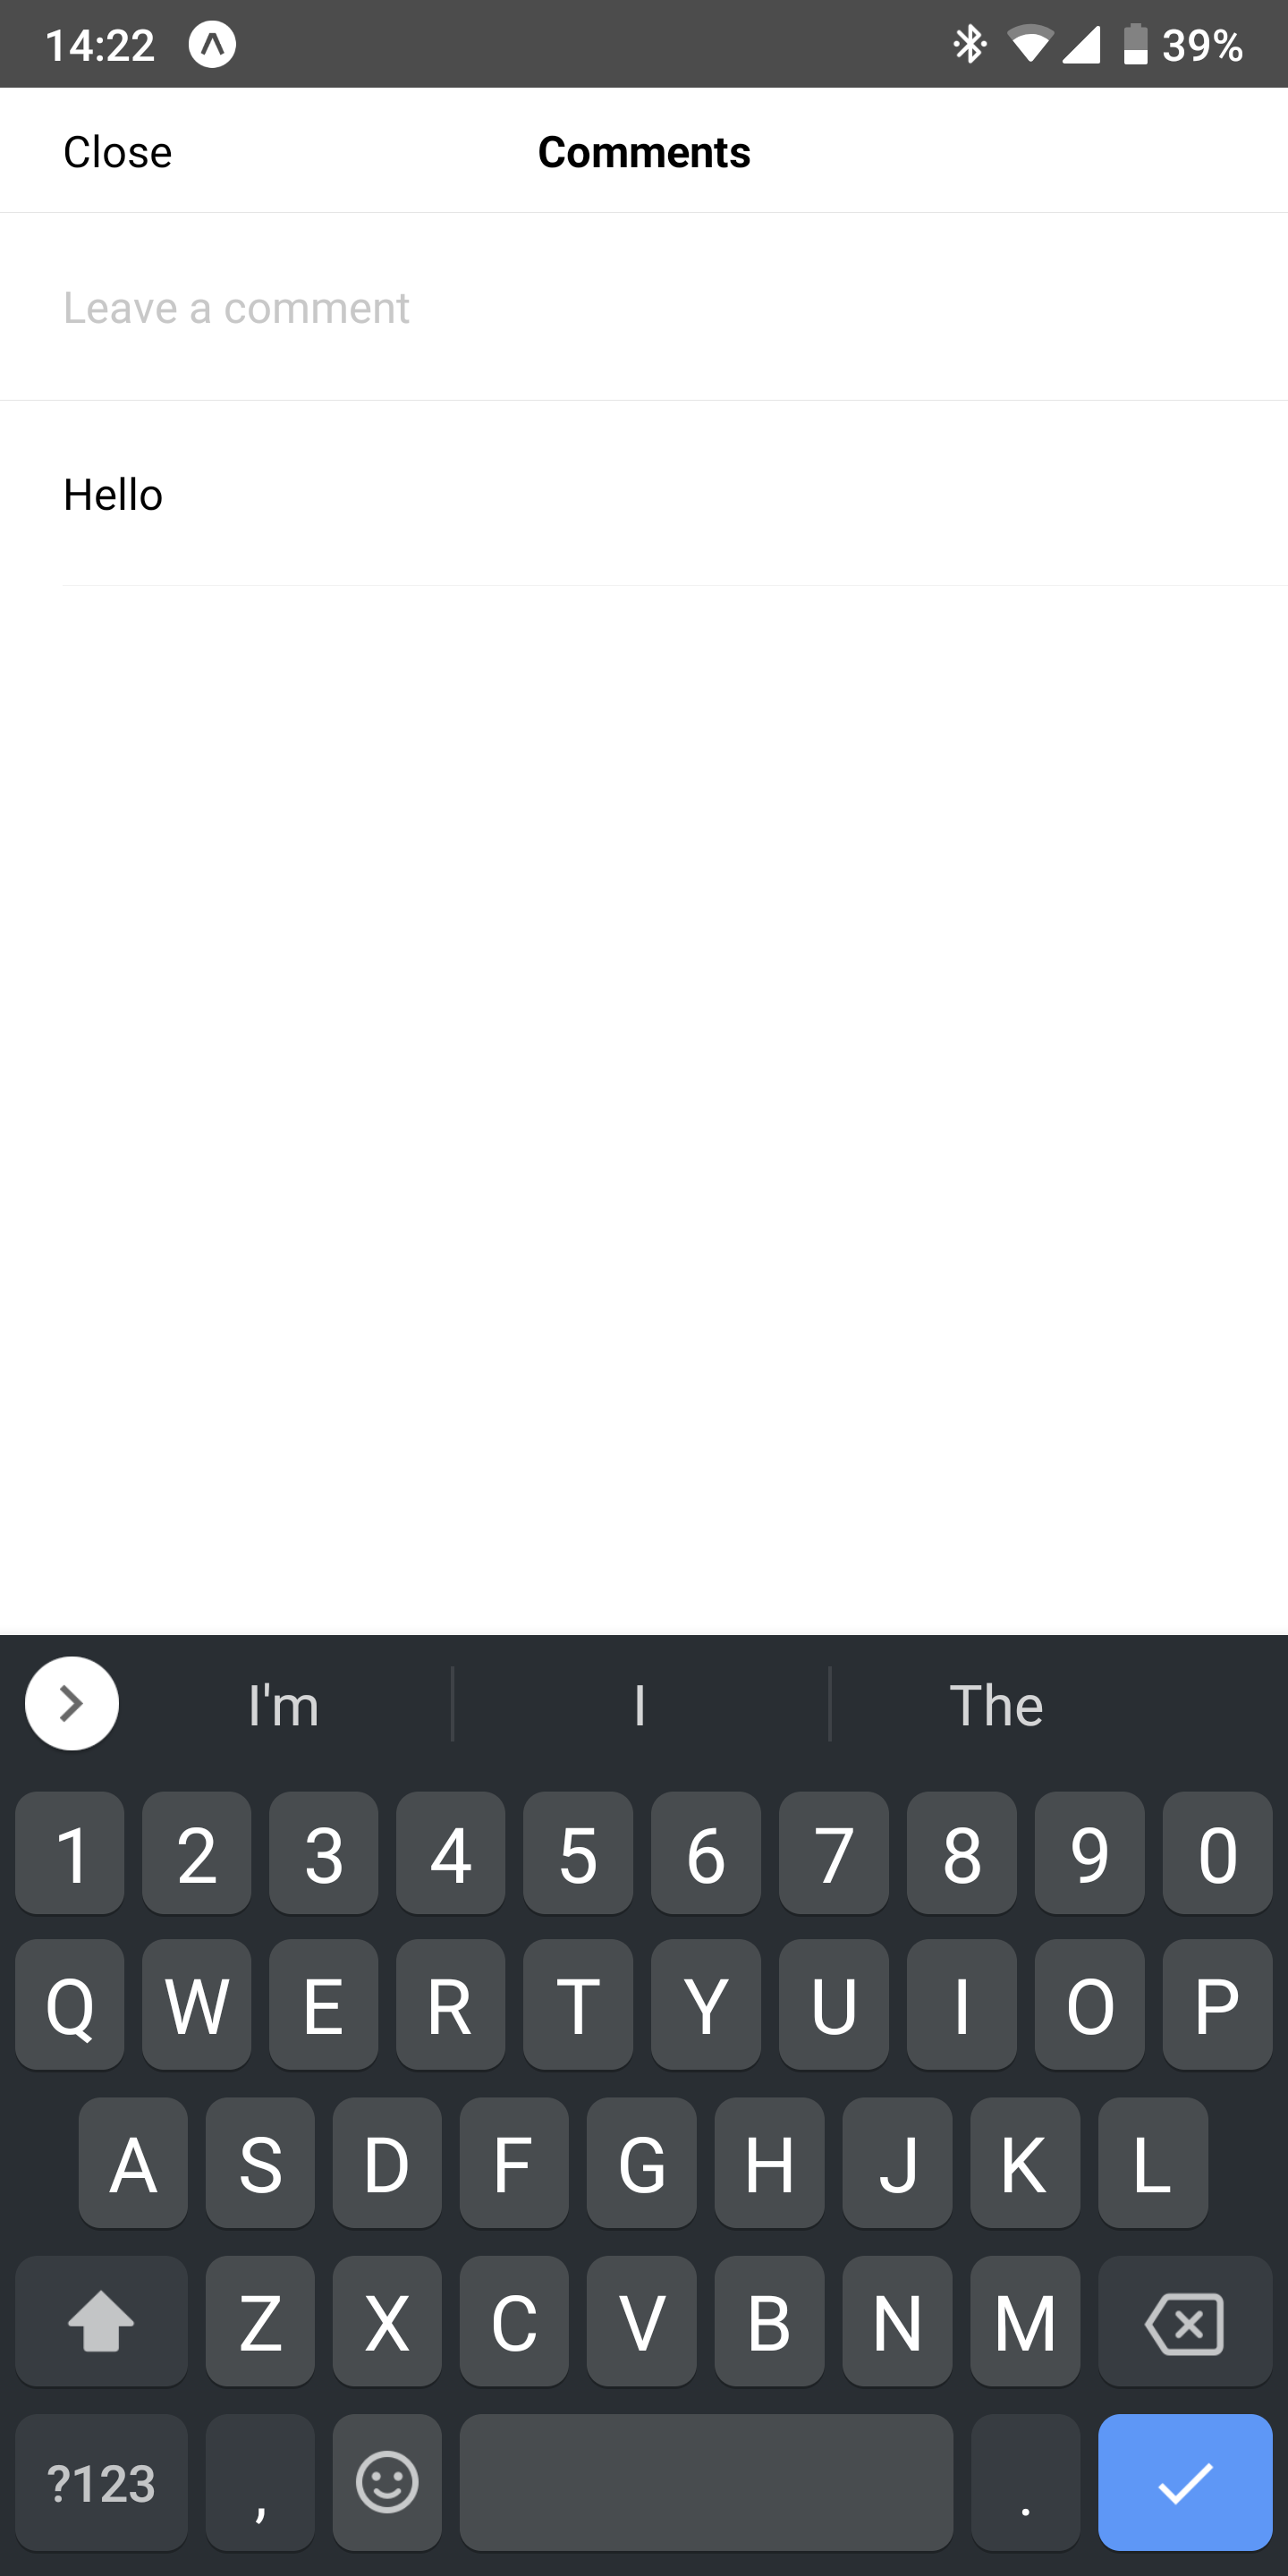 14:22 39%
Close Comments
Leave a comment
Hello
I'm I The
1 2 3 4 5 6 7 8 9 0
Q W E R T Y U I O P
A S D F G H J K L
Z X C V B N M
?123 , .